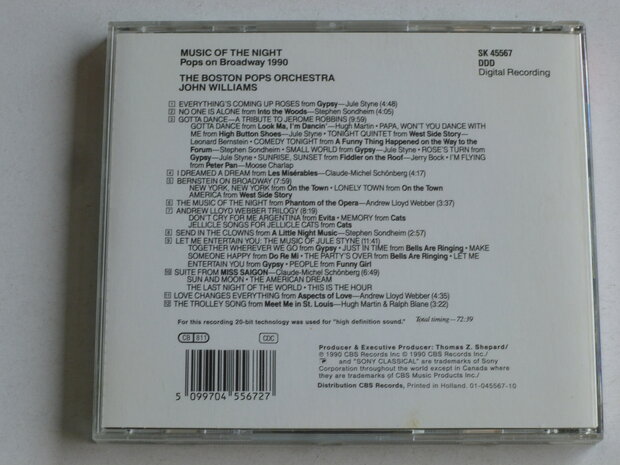 MUSIC OF THE NIGHT
Pops on Broadway 1990
THE BOSTON POPS ORCHESTRA
JOHN WILLIAMS
SK 45567
DDD
Digital Recording
1 EVERYTHING'S COMING UP ROSES from Gypsy—Jule Styne (4:48)
2 NO ONE IS ALONE from Into the Woods—Stephen Sondheim (4:05)
3 GOTTA DANCE—A TRIBUTE TO JEROME ROBBINS (9:59)
GOTTA DANCE from Look Ma, I'm Dancin'—Hugh Martin • PAPA, WON'T YOU DANCE WITH
ME from High Button Shoes—Jule Styne • TONIGHT QUINTET from West Side Story—
Leonard Bernstein • COMEDY TONIGHT from A Funny Thing Happened on the Way to the
Forum—Stephen Sondheim • SMALL WORLD from Gypsy—Jule Styne • ROSE'S TURN from
Gypsy—Jule Styne, SUNRISE, SUNSET from Fiddler on the Roof—Jerry Bock • I'M FLYING
from Peter Pan—Moose Charlap
4 I DREAMED A DREAM from Les Misérables—Claude-Michel Schönberg (4:17)
5 BERNSTEIN ON BROADWAY (7:59)
NEW YORK, NEW YORK from On the Town • LONELY TOWN from On the Town
AMERICA from West Side Story
6 THE MUSIC OF THE NIGHT from Phantom of the Opera—Andrew Lloyd Webber (3:37)
7 ANDREW LLOYD WEBBER TRILOGY (8:19)
DON'T CRY FOR ME ARGENTINA from Evita • MEMORY from Cats
JELLICLE SONGS FOR JELLICLE CATS from Cats
8 SEND IN THE CLOWNS from A Little Night Music—Stephen Sondheim (2:57)
9 LET ME ENTERTAIN YOU: THE MUSIC OF JULE STYNE (11:41)
TOGETHER WHEREVER WE GO from Gypsy • JUST IN TIME from Bells Are Ringing • MAKE
SOMEONE HAPPY from Do Re Mi • THE PARTY'S OVER from Bells Are Ringing • LET ME
ENTERTAIN YOU from Gypsy • PEOPLE from Funny Girl
10 SUITE FROM MISS SAIGON—Claude-Michel Schönberg (6:49)
SUN AND MOON • THE AMERICAN DREAM
THE LAST NIGHT OF THE WORLD • THIS IS THE HOUR
11 LOVE CHANGES EVERYTHING from Aspects of Love—Andrew Lloyd Webber (4:35)
12 THE TROLLEY SONG from Meet Me in St. Louis—Hugh Martin & Ralph Blane (3:22)
For this recording 20-bit technology was used for "high definition sound."
Total timing—72:39
CB 811
CDC
5 099704 556727
Producer & Executive Producer: Thomas Z. Shepard/
℗ 1990 CBS Records Inc © 1990 CBS Records Inc./
and "SONY CLASSICAL" are trademarks of Sony
Corporation throughout the world except in Canada where
they are trademarks of CBS Music Products Inc./
Distribution CBS Records, Printed in Holland. 01-045567-10